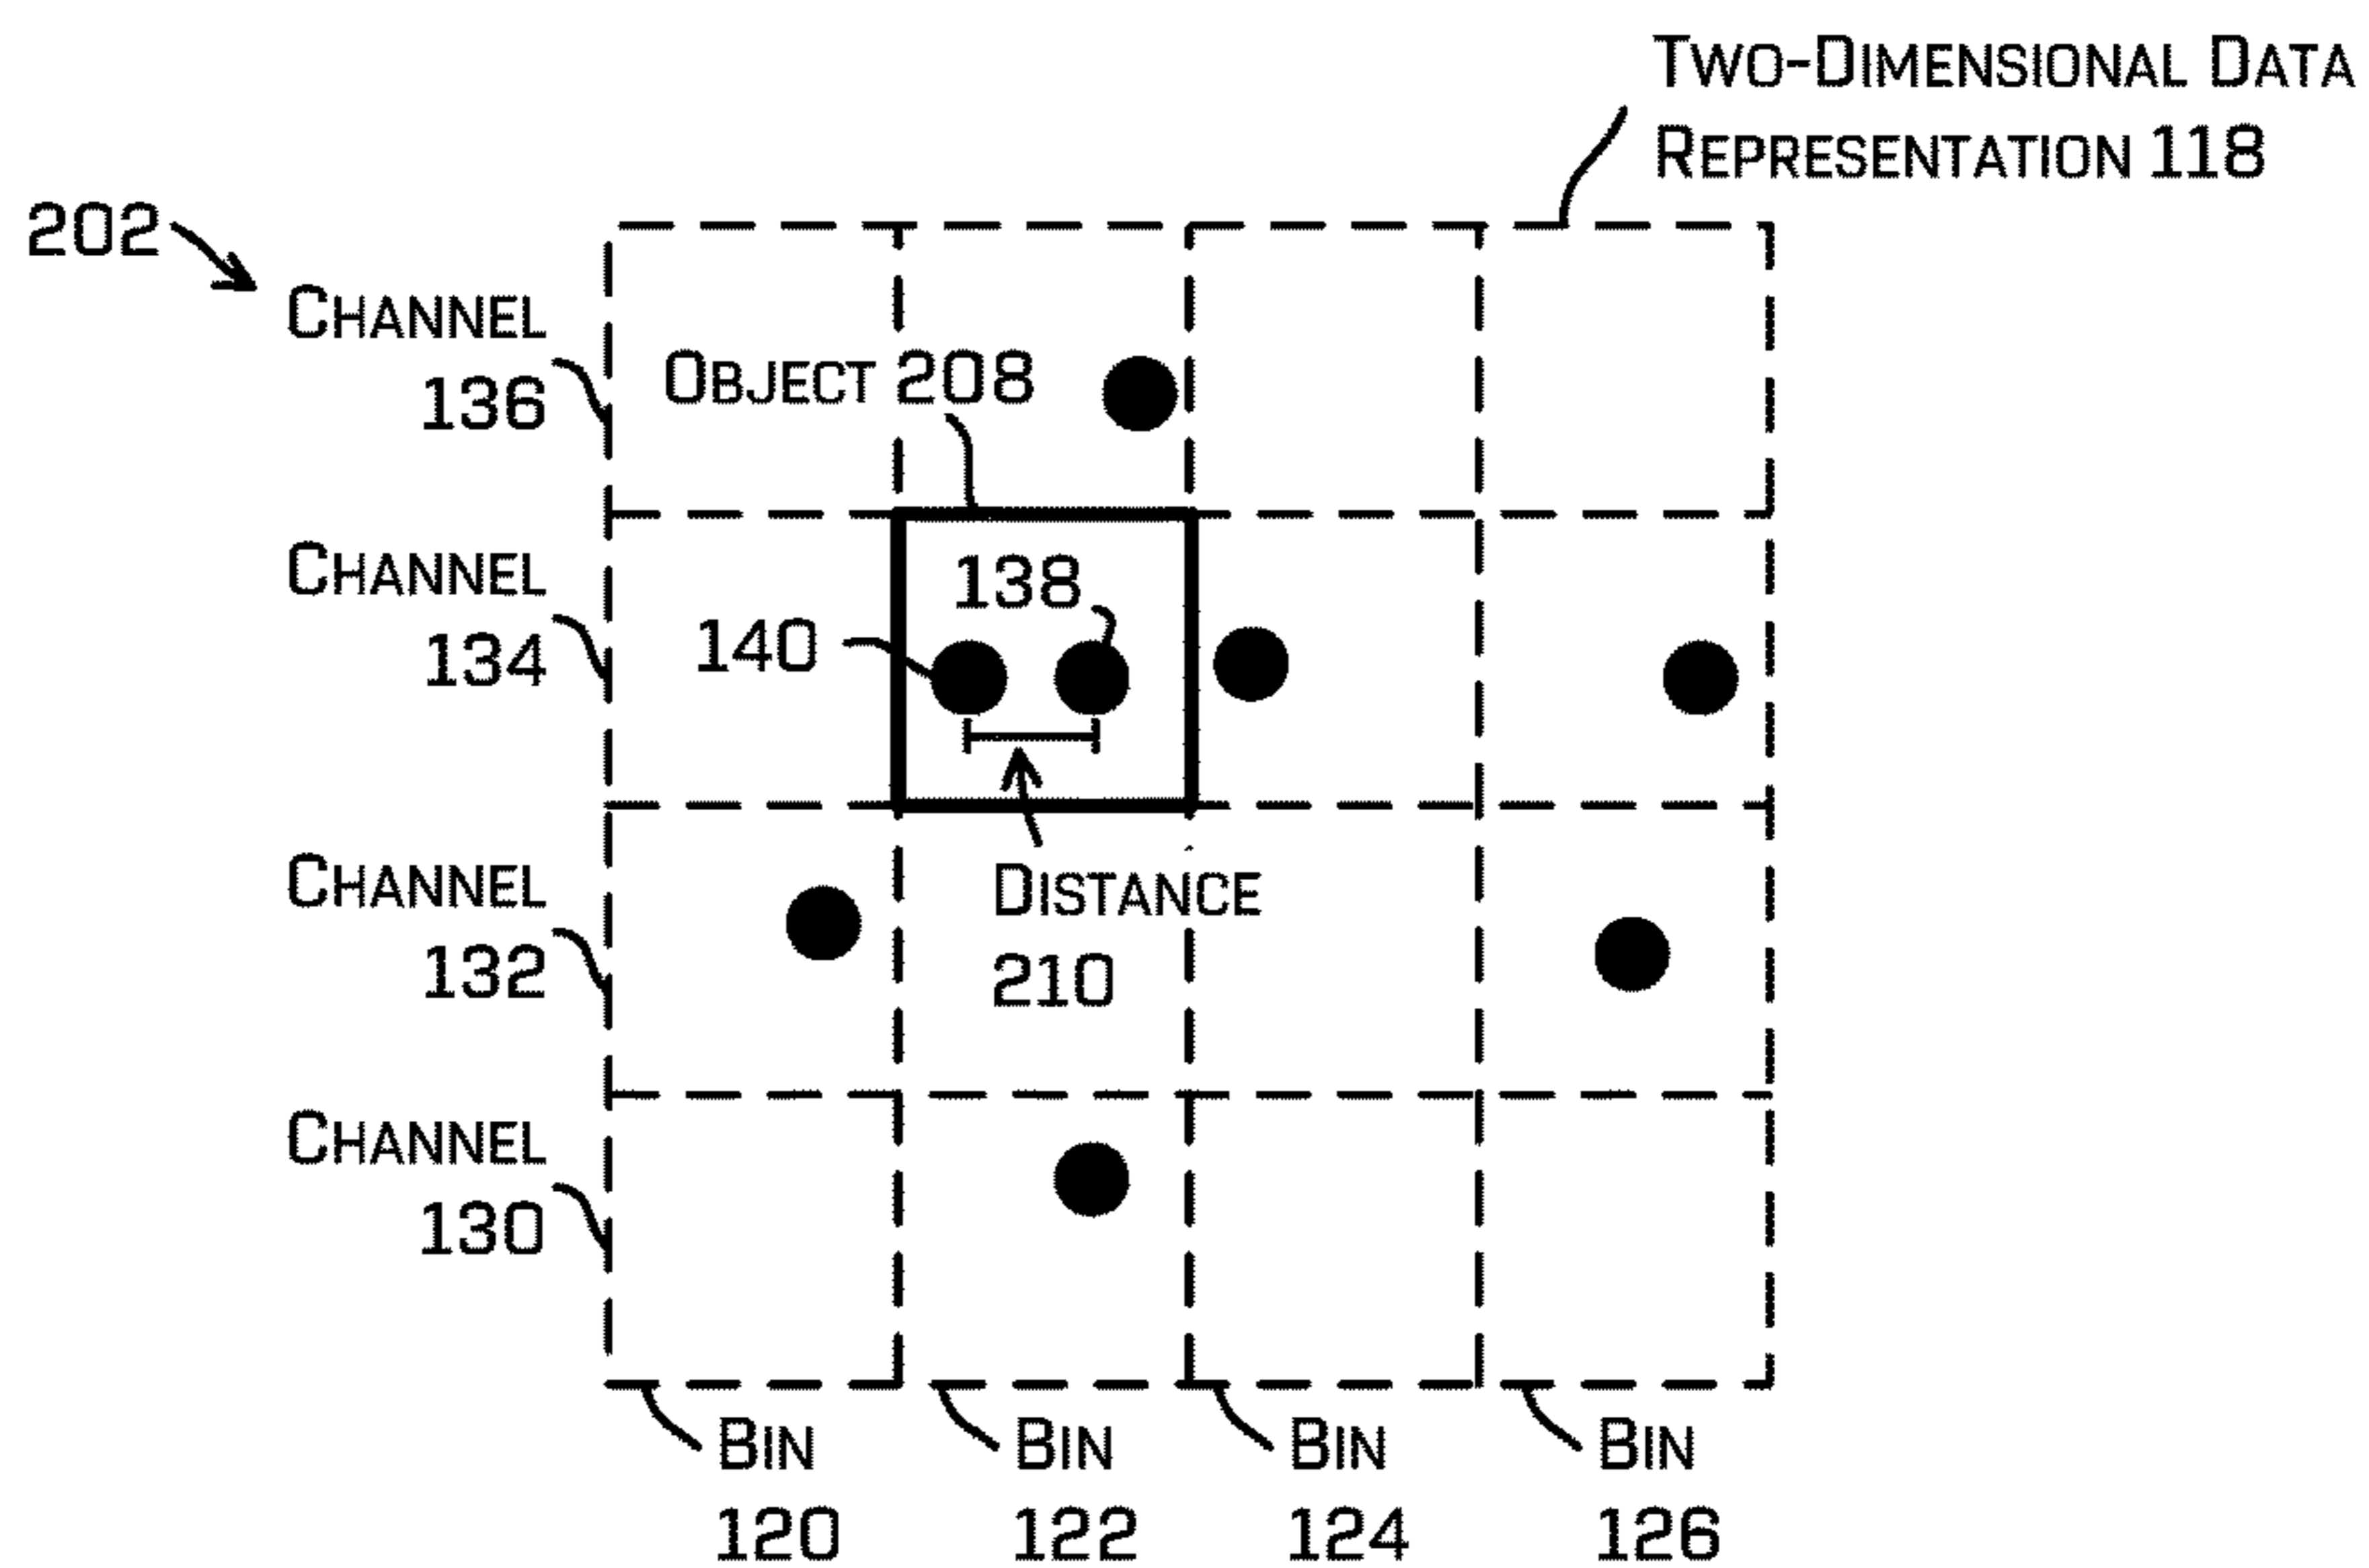 TWO-DIMENSIONAL DATA
REPRESENTATION 118
202
CHANNEL
136
OBJECT 208
CHANNEL
134
138
140
CHANNEL
132
DISTANCE
210
CHANNEL
130
BIN
120
BIN
122
BIN
124
BIN
126